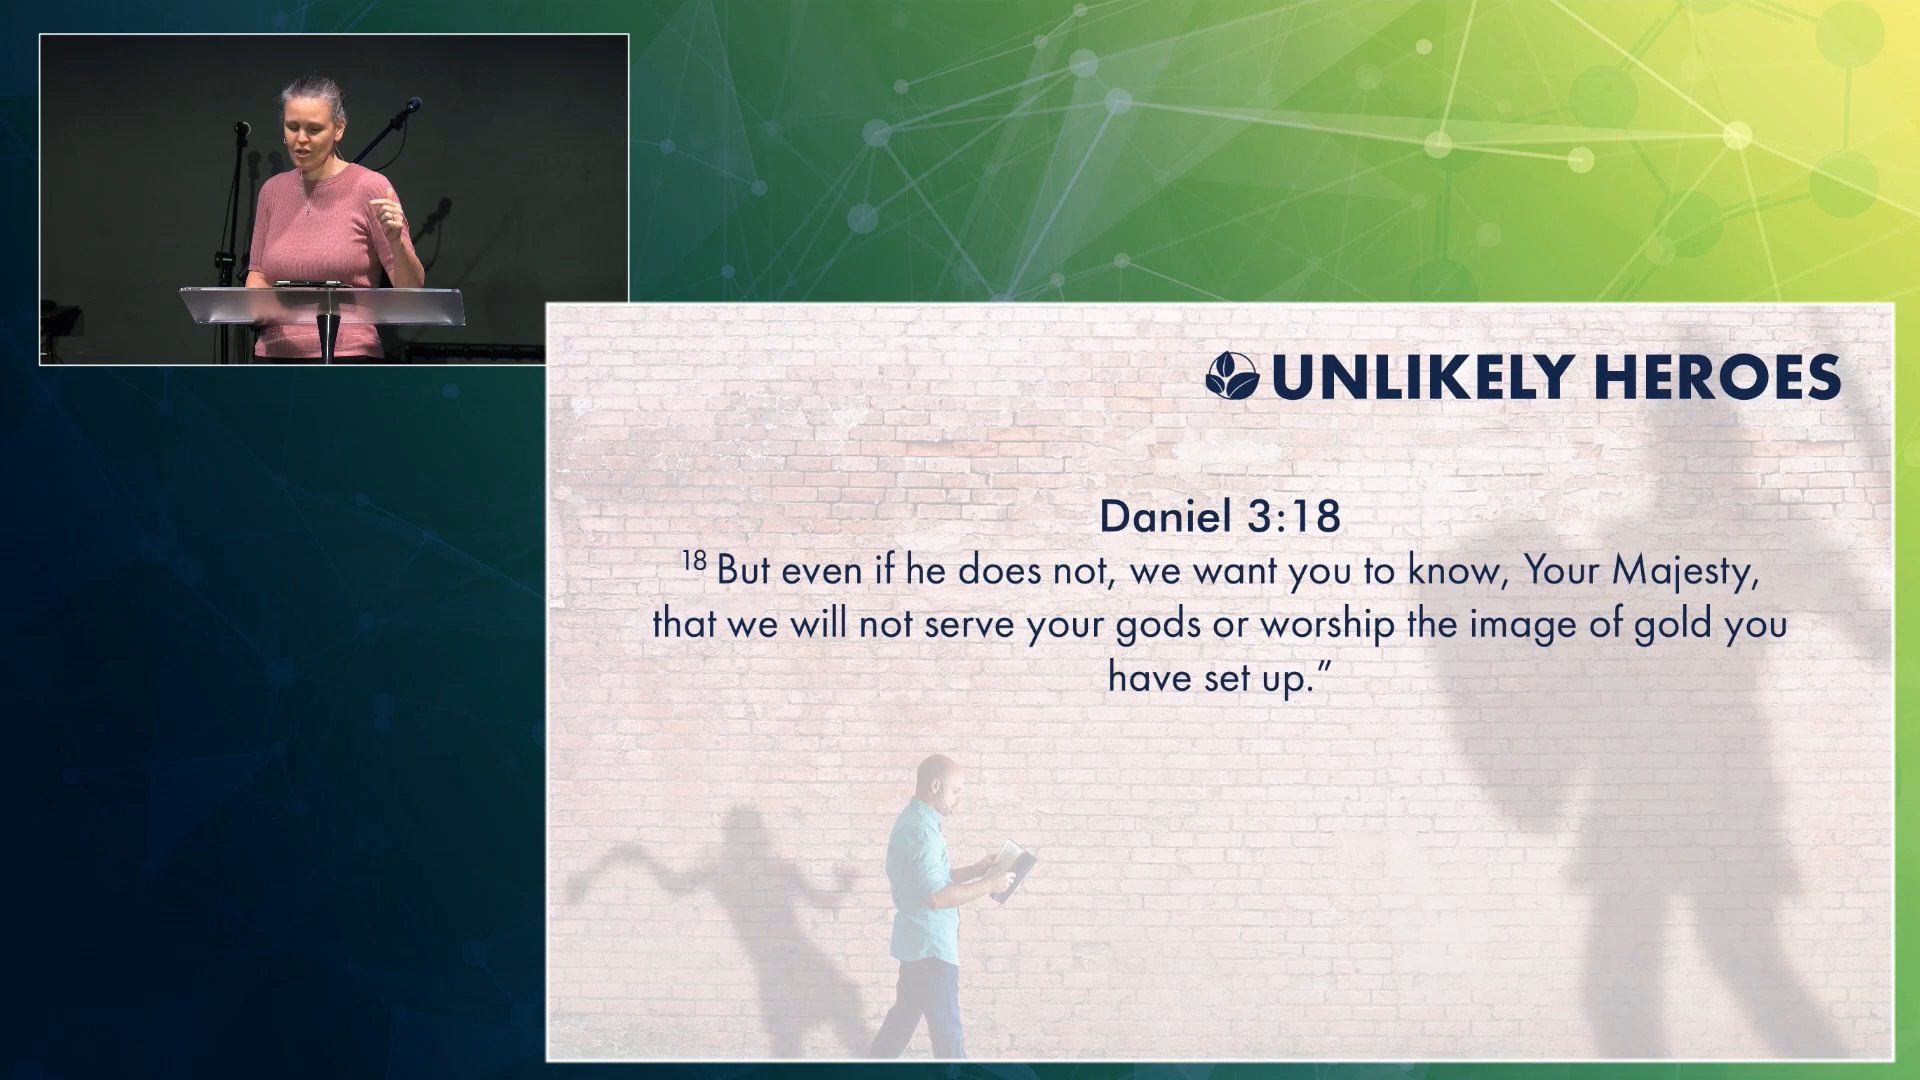 UNLIKELY HEROES
Daniel 3:18
18 But even if he does not, we want you to know, Your Majesty,
that we will not serve your gods or worship the image of gold you
have set up.”